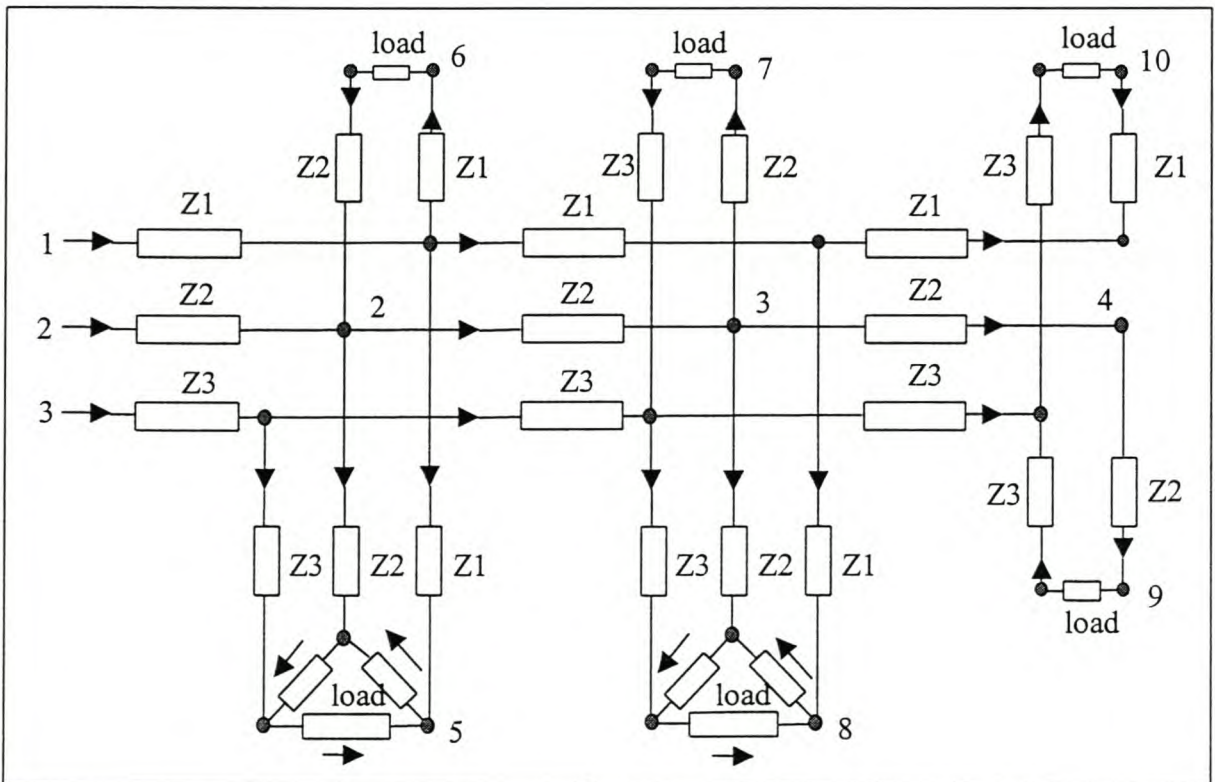 load 6 load 7 load 10
Z2 Z1 Z3 Z2 Z3 Z1
Z1 Z1 Z1
1
Z2 2 Z2 3 Z2 4
2
Z3 Z3 Z3
3
Z3 Z2
Z3 Z2 Z1 Z3 Z2 Z1
9
load
load load
5 8